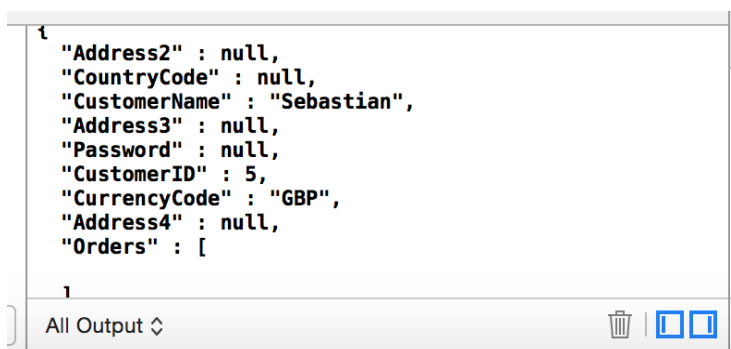 {
"Address2" : null,
"CountryCode" : null,
"CustomerName" : "Sebastian",
"Address3" : null,
"Password" : null,
"CustomerID" : 5,
"CurrencyCode" : "GBP",
"Address4" : null,
"Orders" : [
]
All Output